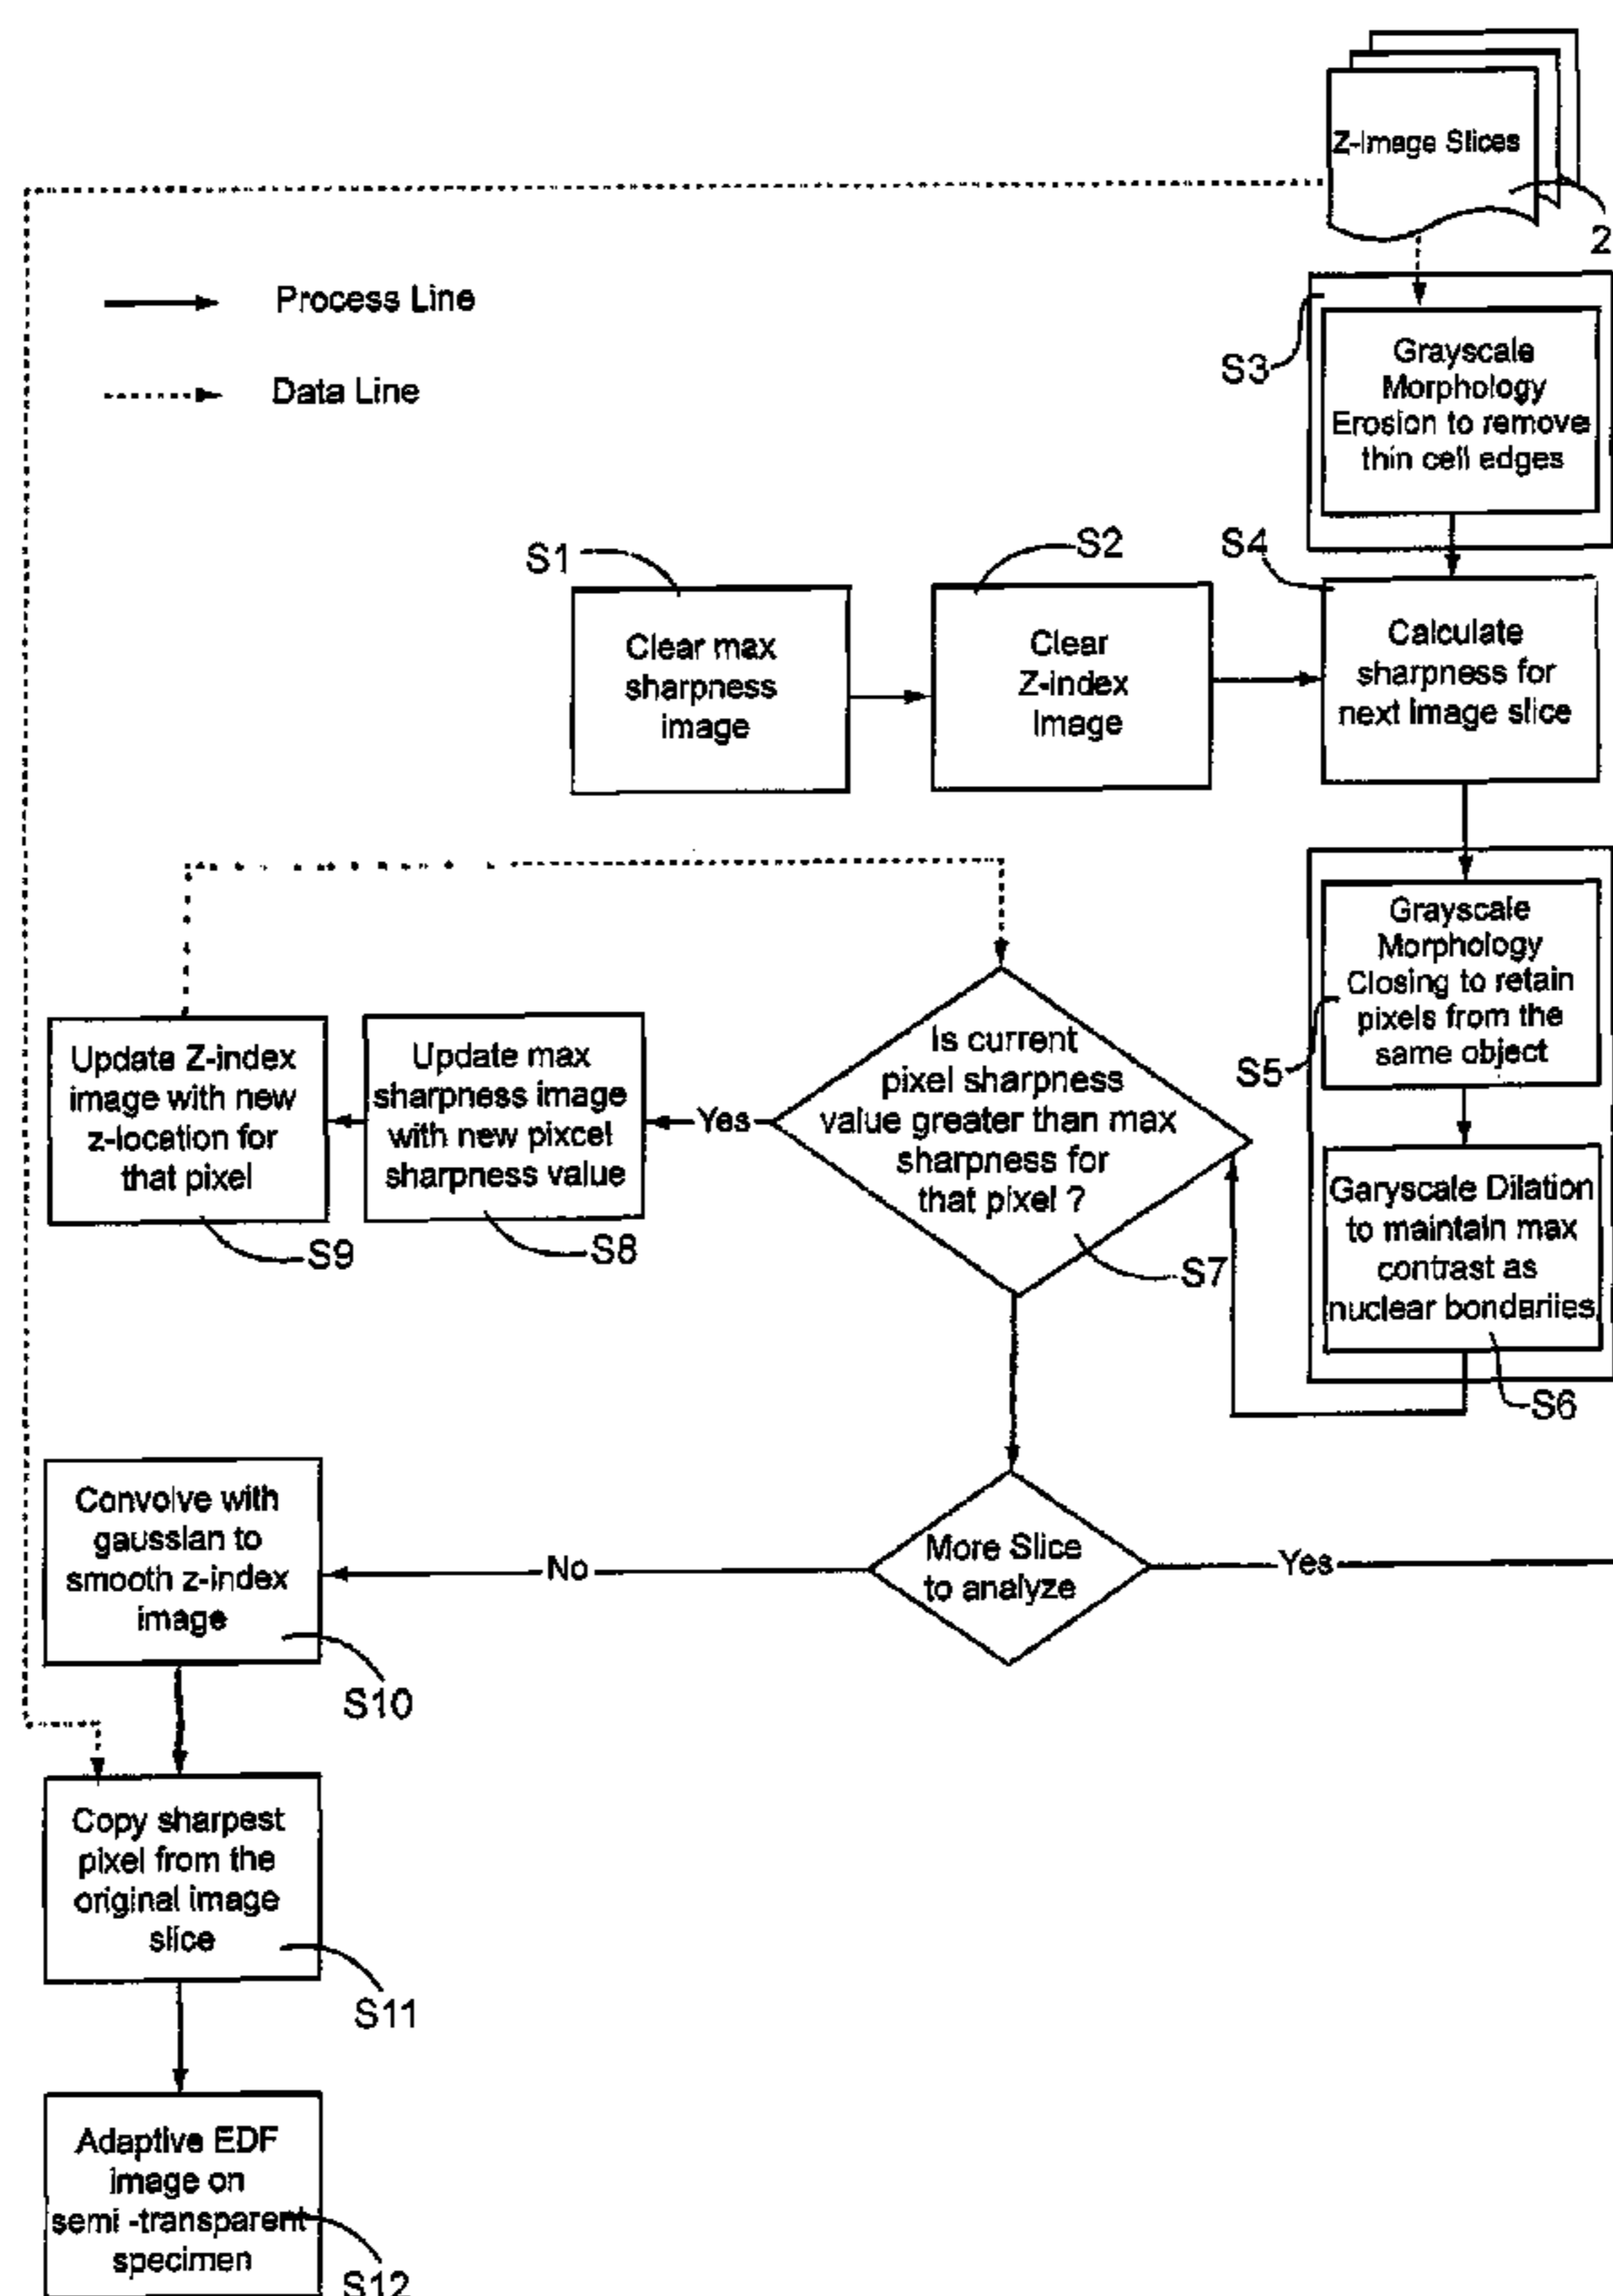 Z-Image Slices
2
Process Line
Data Line
S3
Grayscale
Morphology
Erosion to remove
thin cell edges
S1
S2
S4
Clear max
sharpness
image
Clear
Z-index
Image
Calculate
sharpness for
next image slice
Grayscale
Morphology
Closing to retain
pixels from the
same object
S5
Update Z-index
image with new
z-location for
that pixel
S9
Update max
sharpness image
with new pixcel
sharpness value
S8
Yes
Is current
pixel sharpness
value greater than max
sharpness for
that pixel ?
S7
Garyscale Dilation
to maintain max
contrast as
nuclear bondariies
S6
Convolve with
gaussian to
smooth z-index
image
S10
No
More Slice
to analyze
Yes
Copy sharpest
pixel from the
original image
slice
S11
Adaptive EDF
image on
semi -transparent
specimen
S12